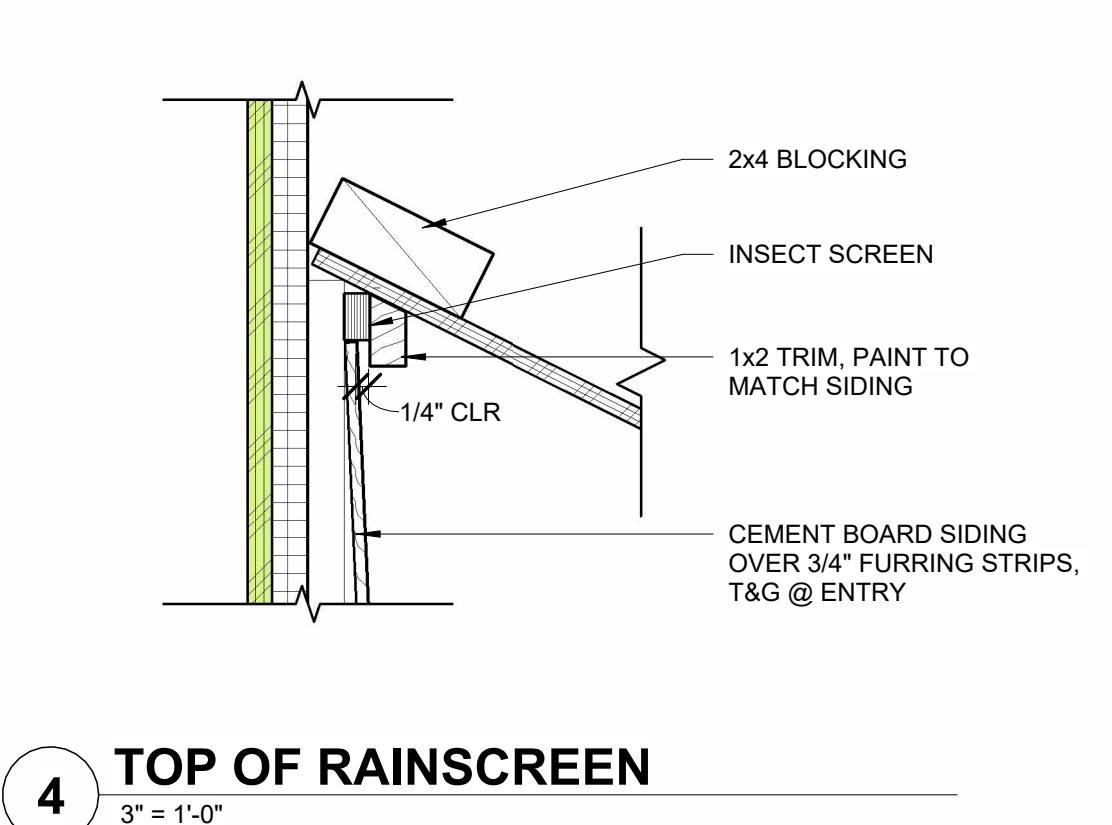 2x4 BLOCKING
INSECT SCREEN
1x2 TRIM, PAINT TO
MATCH SIDING
1/4" CLR
CEMENT BOARD SIDING
OVER 3/4" FURRING STRIPS,
T&G @ ENTRY
4
TOP OF RAINSCREEN
3" = 1'-0"